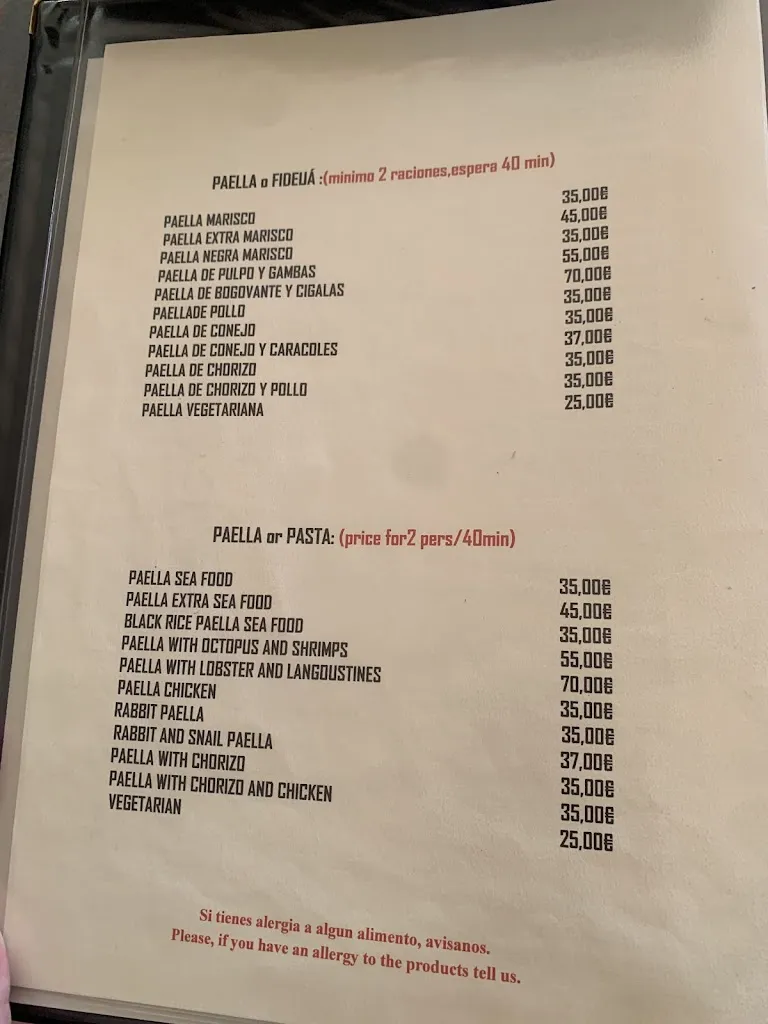 PAELLA o FIDEUÁ :(minimo 2 raciones,espera 40 min)
PAELLA MARISCO 35,00€
PAELLA EXTRA MARISCO 45,00€
PAELLA NEGRA MARISCO 35,00€
PAELLA DE PULPO Y GAMBAS 55,00€
PAELLA DE BOGOVANTE Y CIGALAS 70,00€
PAELLADE POLLO 35,00€
PAELLA DE CONEJO 35,00€
PAELLA DE CONEJO Y CARACOLES 37,00€
PAELLA DE CHORIZO 35,00€
PAELLA DE CHORIZO Y POLLO 35,00€
PAELLA VEGETARIANA 25,00€
PAELLA or PASTA: (price for2 pers/40min)
PAELLA SEA FOOD 35,00€
PAELLA EXTRA SEA FOOD 45,00€
BLACK RICE PAELLA SEA FOOD 35,00€
PAELLA WITH OCTOPUS AND SHRIMPS 55,00€
PAELLA WITH LOBSTER AND LANGOUSTINES 70,00€
PAELLA CHICKEN 35,00€
RABBIT PAELLA 35,00€
RABBIT AND SNAIL PAELLA 37,00€
PAELLA WITH CHORIZO 35,00€
PAELLA WITH CHORIZO AND CHICKEN 35,00€
VEGETARIAN 25,00€
Si tienes alergia a algun alimento, avisanos.
Please, if you have an allergy to the products tell us.